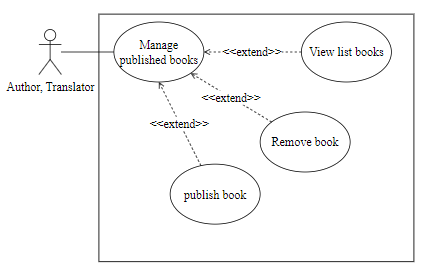 Manage
published books
<<extend>>
View list books
Author, Translator
<<extend>>
<<extend>>
Remove book
publish book